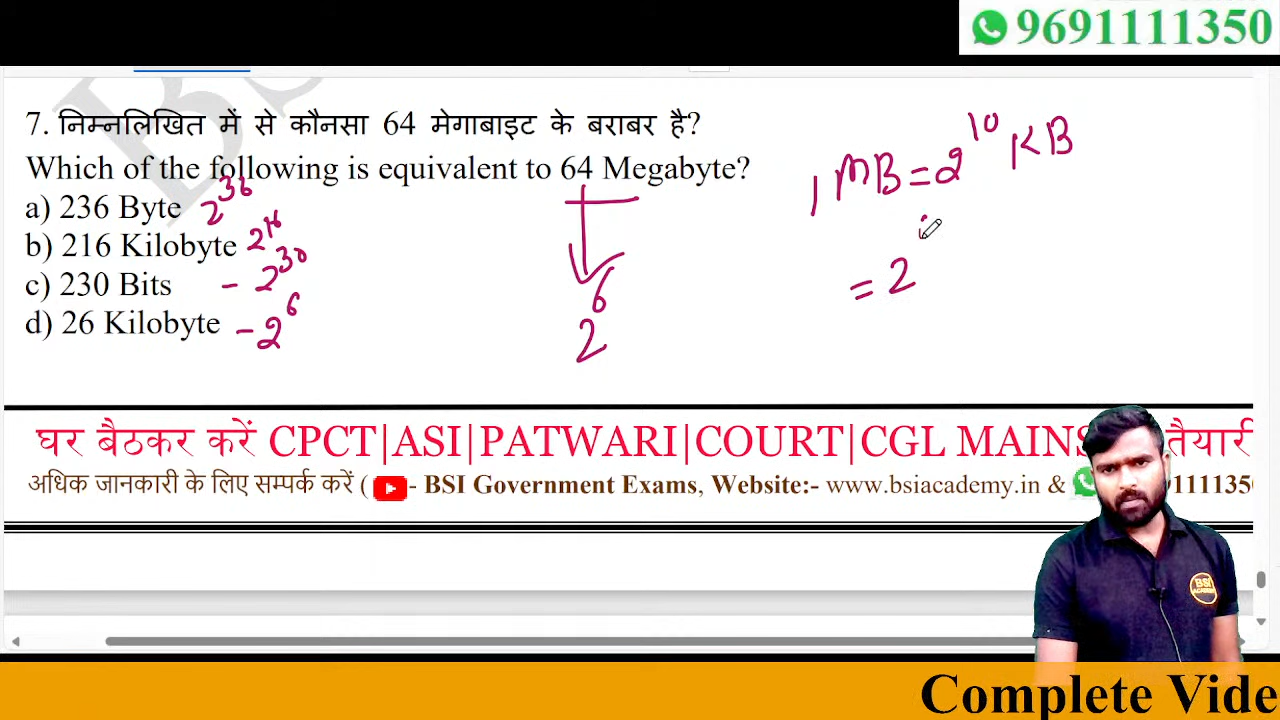 9691111350
7. निम्नलिखित में से कौनसा 64 मेगाबाइट के बराबर है?
Which of the following is equivalent to 64 Megabyte?
a) 236 Byte 2^36
b) 216 Kilobyte 2^16
c) 230 Bits - 2^30
d) 26 Kilobyte - 2^6
2^6
1 MB = 2^10 KB
= 2
घर बैठकर करें CPCT|ASI|PATWARI|COURT|CGL MAINS तैयारी
अधिक जानकारी के लिए सम्पर्क करें ( - BSI Government Exams, Website:- www.bsiacademy.in & 9111135
BSI
ACADEMY
Complete Vide